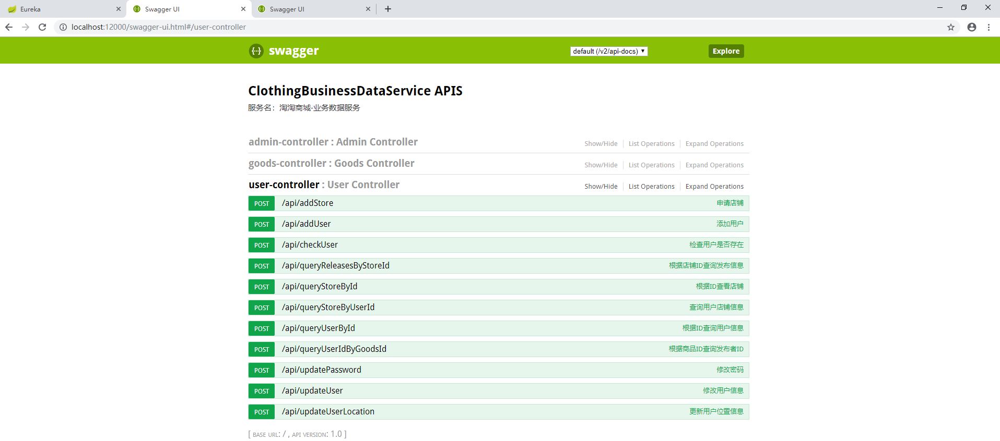 Eureka
Swagger UI
Swagger UI
localhost:12000/swagger-ui.html#/user-controller
{··} swagger
default (/v2/api-docs)
Explore
ClothingBusinessDataService APIS
服务名：淘淘商城-业务数据服务
admin-controller : Admin Controller Show/Hide List Operations Expand Operations
goods-controller : Goods Controller Show/Hide List Operations Expand Operations
user-controller : User Controller Show/Hide List Operations Expand Operations
POST /api/addStore 申请店铺
POST /api/addUser 添加用户
POST /api/checkUser 检查用户是否存在
POST /api/queryReleasesByStoreId 根据店铺ID查询发布信息
POST /api/queryStoreById 根据ID查看店铺
POST /api/queryStoreByUserId 查询用户店铺信息
POST /api/queryUserById 根据ID查询用户信息
POST /api/queryUserIdByGoodsId 根据商品ID查询发布者ID
POST /api/updatePassword 修改密码
POST /api/updateUser 修改用户信息
POST /api/updateUserLocation 更新用户位置信息
[ BASE URL: / , API VERSION: 1.0 ]